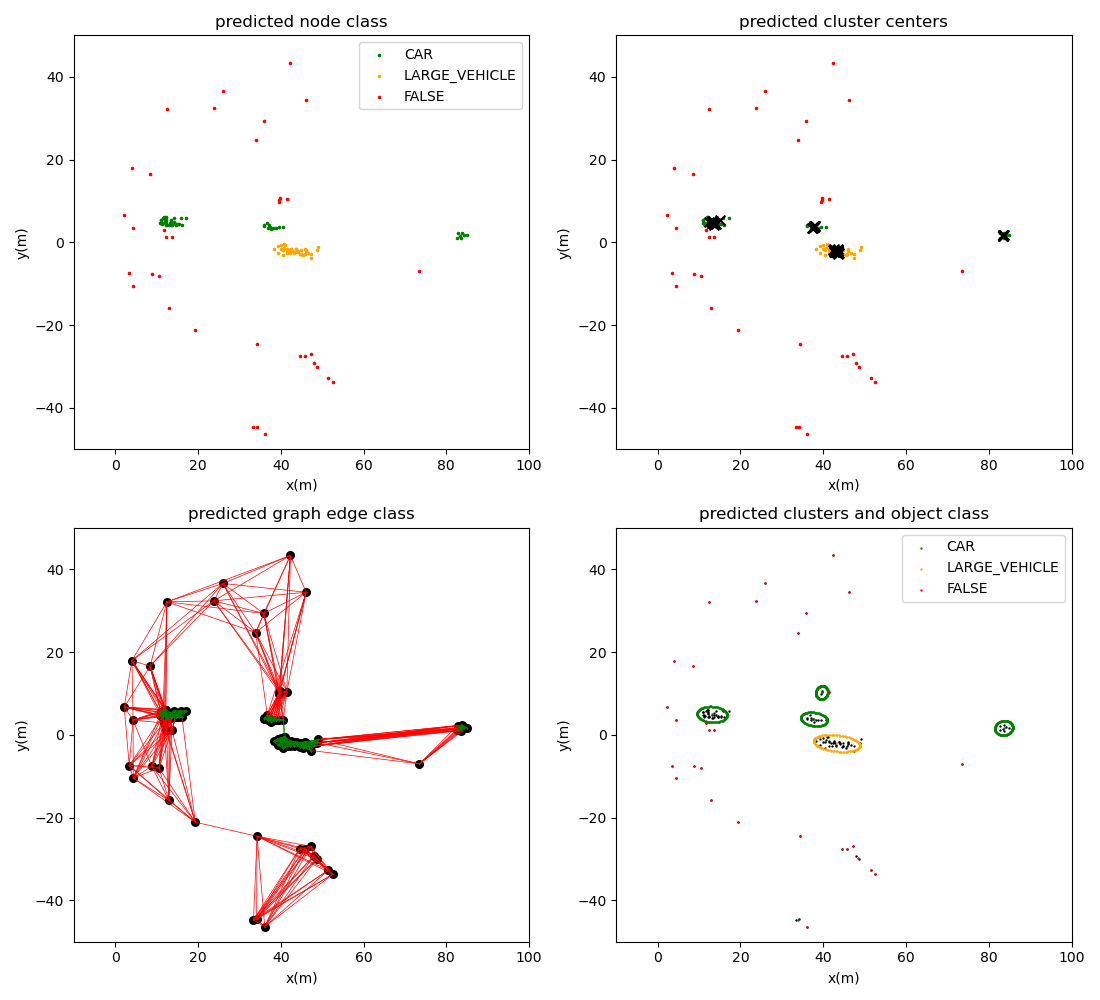 predicted node class
predicted cluster centers
40
20
0
−20
−40
y(m)
CAR
LARGE_VEHICLE
FALSE
0
20
40
60
80
100
x(m)
40
20
0
−20
−40
y(m)
0
20
40
60
80
100
x(m)
predicted graph edge class
predicted clusters and object class
40
20
0
−20
−40
y(m)
0
20
40
60
80
100
x(m)
40
20
0
−20
−40
y(m)
CAR
LARGE_VEHICLE
FALSE
0
20
40
60
80
100
x(m)